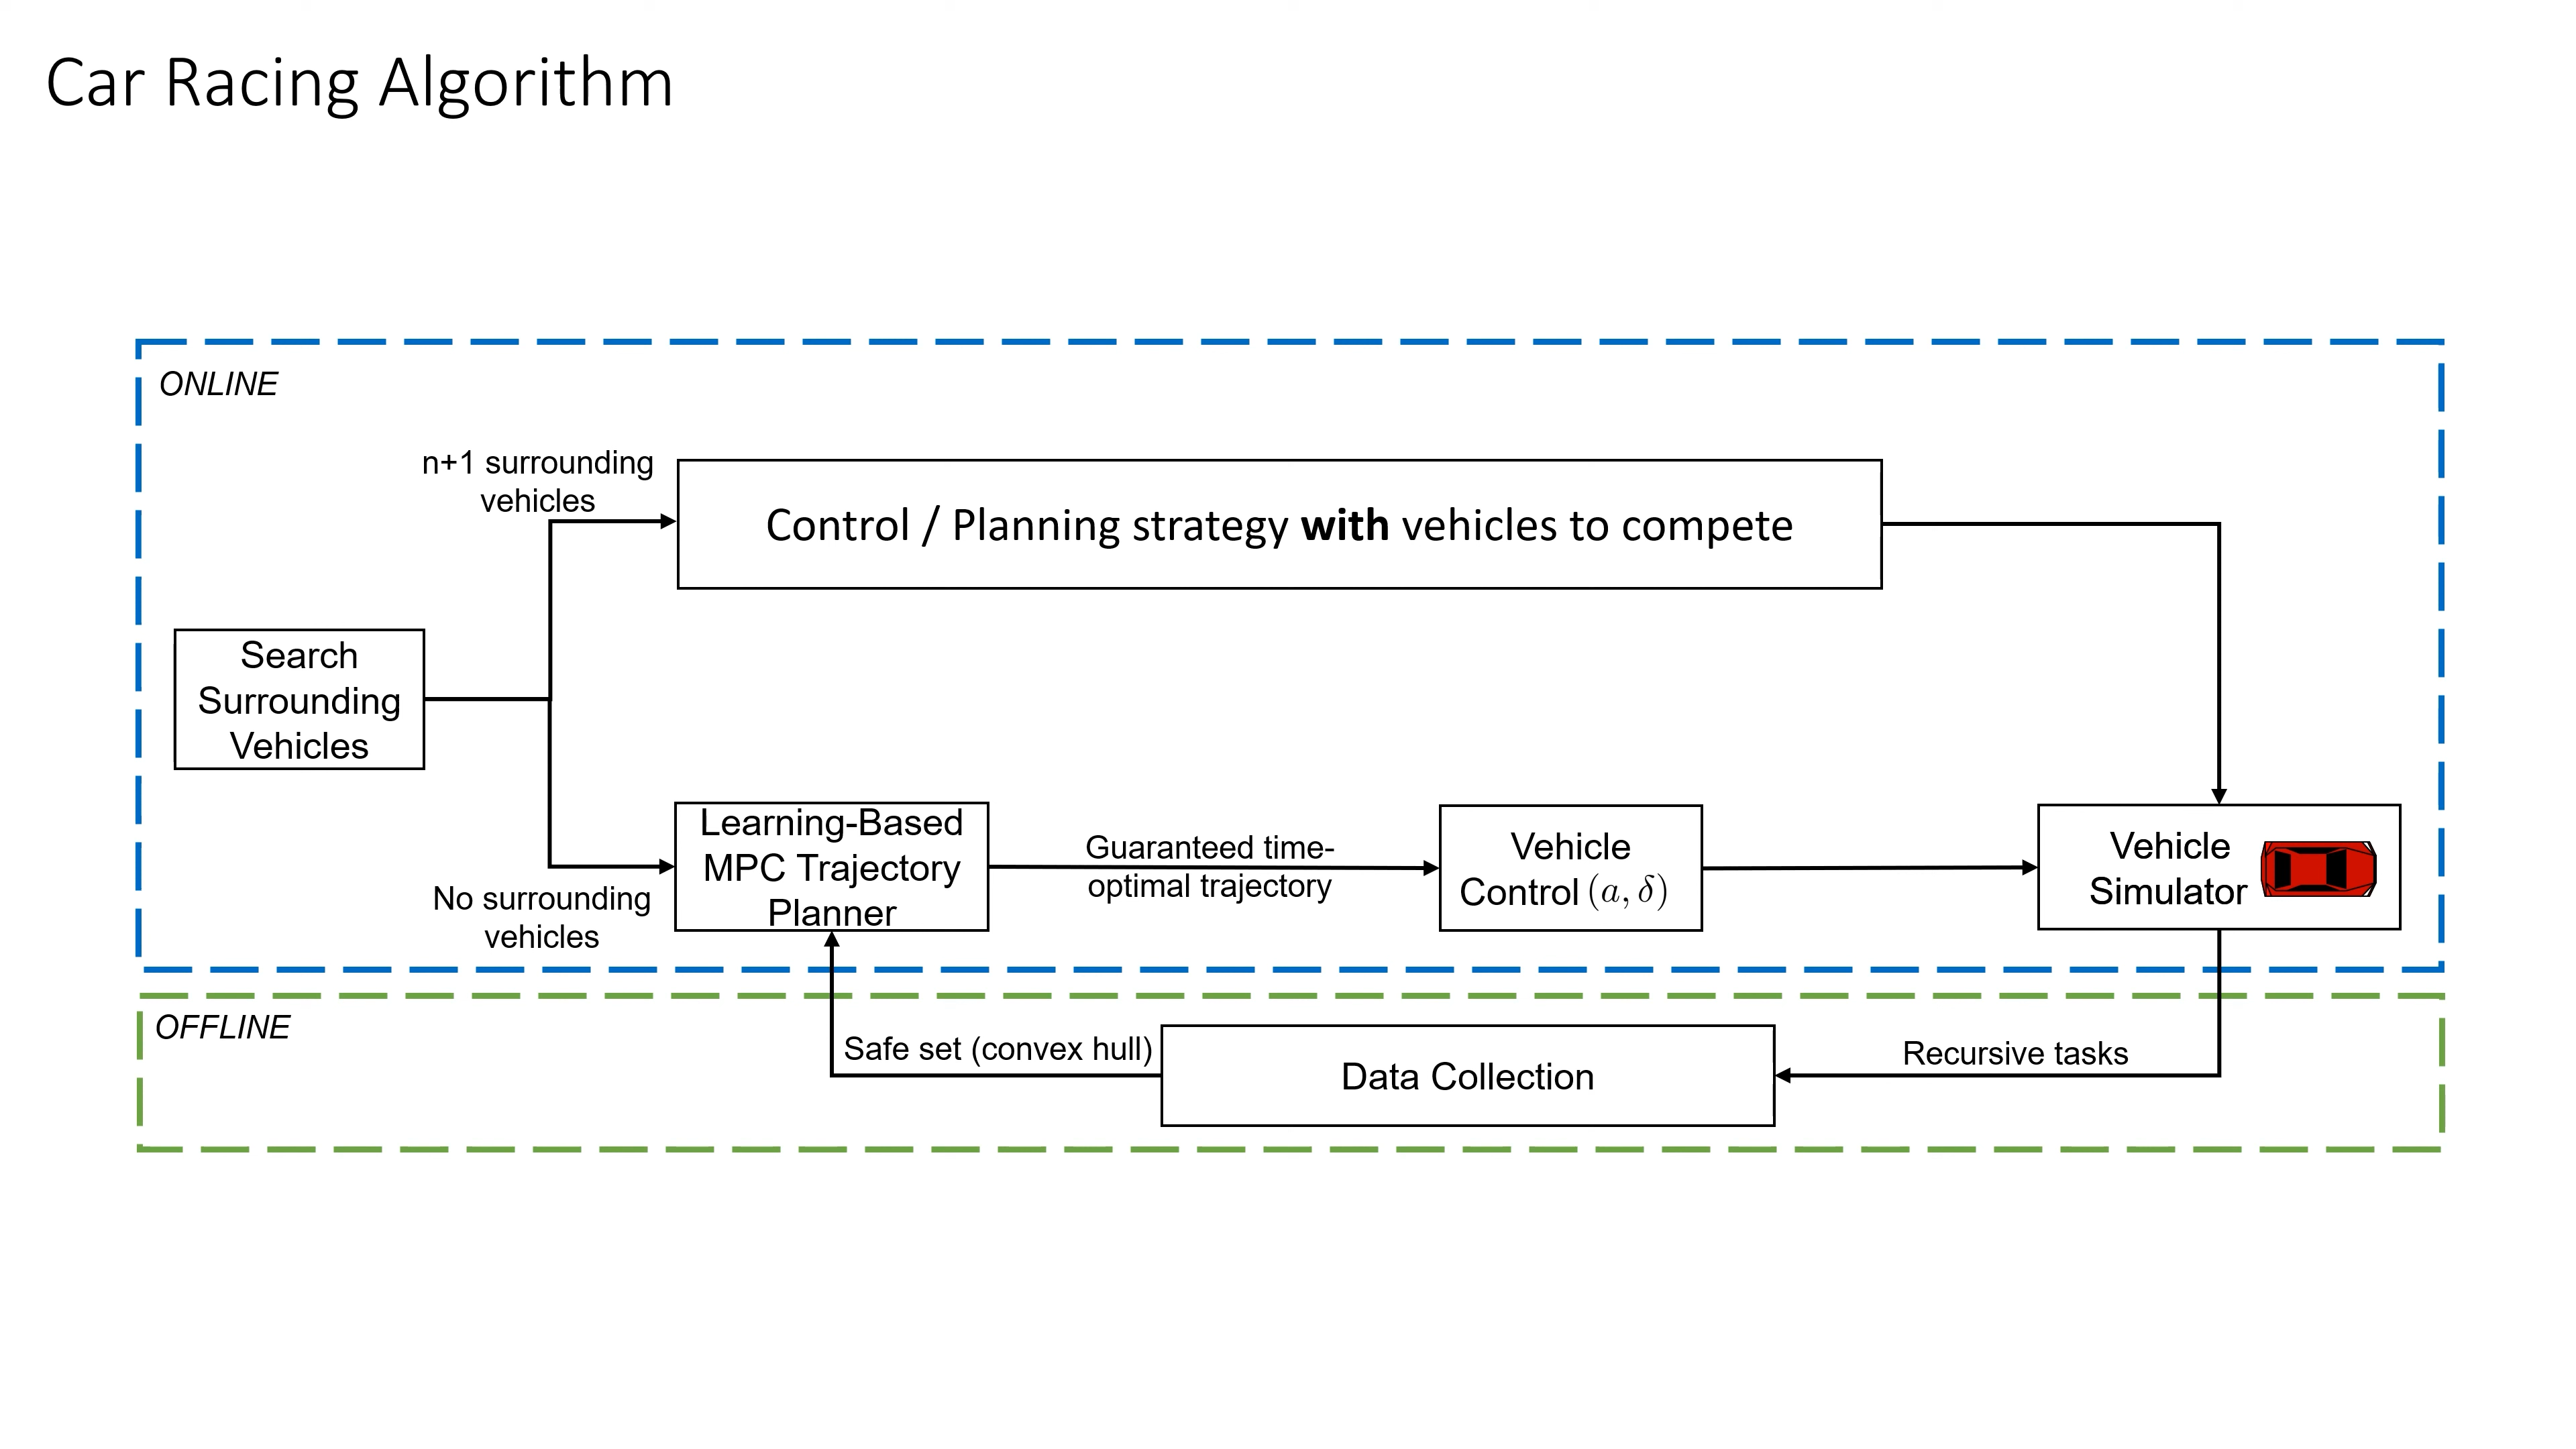 Car Racing Algorithm
ONLINE
n+1 surrounding
vehicles
Control / Planning strategy with vehicles to compete
Search
Surrounding
Vehicles
No surrounding
vehicles
Learning-Based
MPC Trajectory
Planner
Guaranteed time-
optimal trajectory
Vehicle
Control (a, δ)
Vehicle
Simulator
OFFLINE
Safe set (convex hull)
Data Collection
Recursive tasks